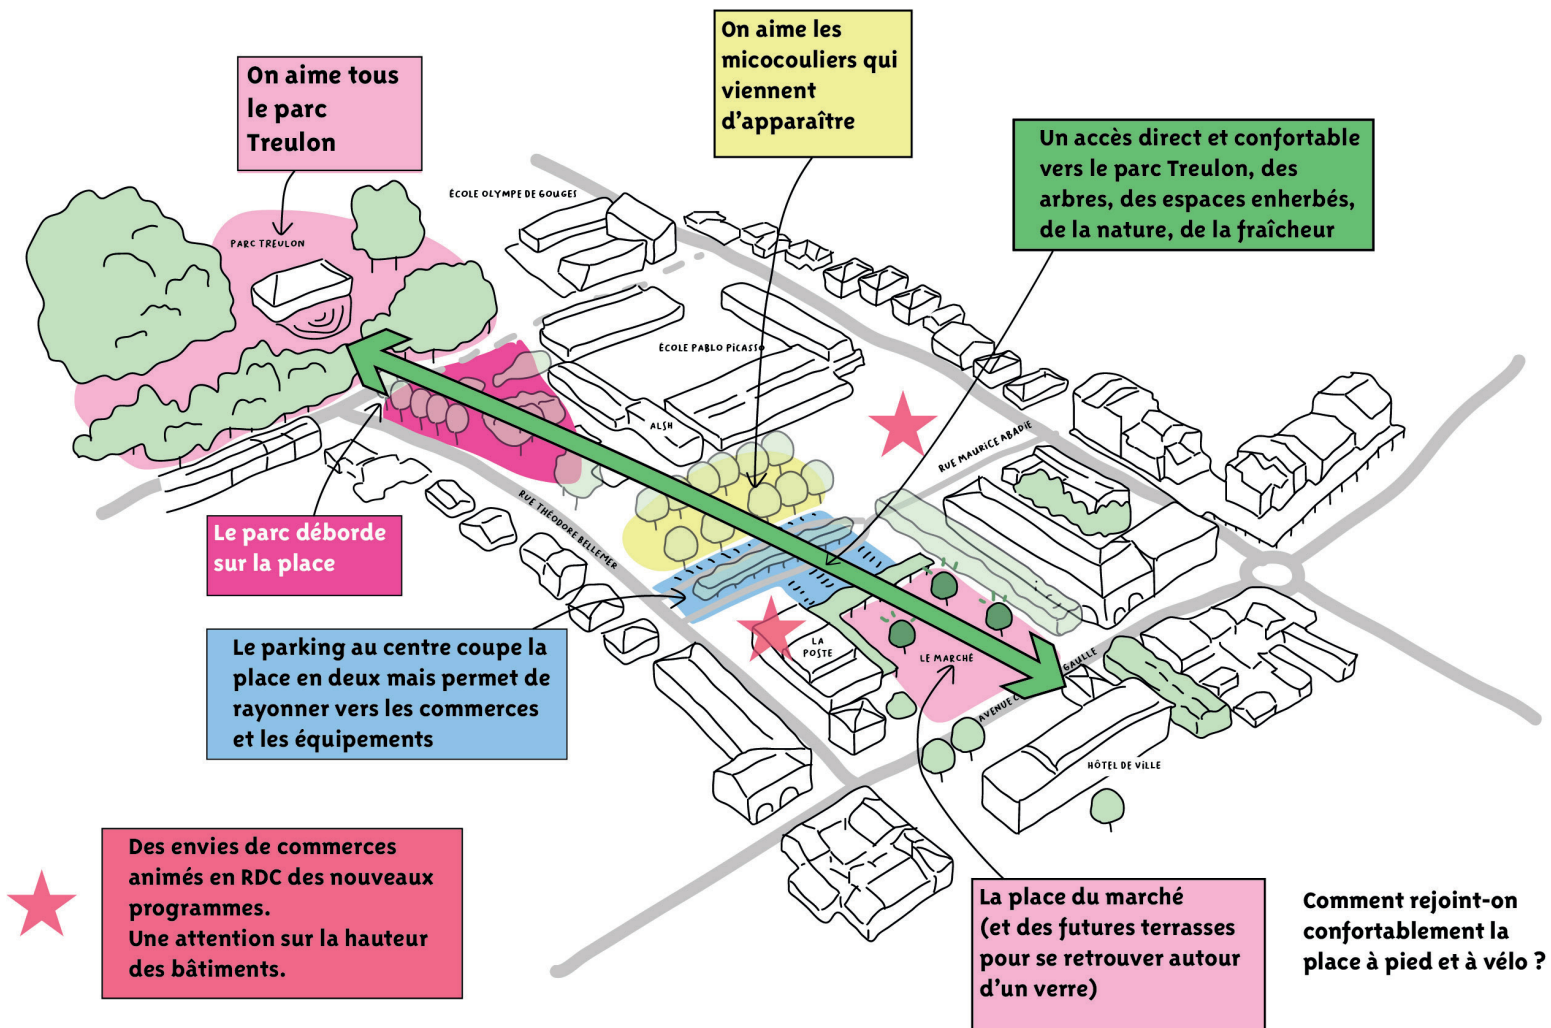 On aime tous
le parc
Treulon
On aime les
micocouliers qui
viennent
d'apparaître
Un accès direct et confortable
vers le parc Treulon, des
arbres, des espaces enherbés,
de la nature, de la fraîcheur
ÉCOLE OLYMPE DE GOUGES
PARC TREULON
ÉCOLE PABLO PICASSO
ALSH
RUE MAURICE ABADIE
RUE THÉODORE BELLEMER
Le parc déborde
sur la place
Le parking au centre coupe la
place en deux mais permet de
rayonner vers les commerces
et les équipements
LA
POSTE
LE MARCHÉ
AVENUE
GAULLE
HÔTEL DE VILLE
Des envies de commerces
animés en RDC des nouveaux
programmes.
Une attention sur la hauteur
des bâtiments.
La place du marché
(et des futures terrasses
pour se retrouver autour
d'un verre)
Comment rejoint-on
confortablement la
place à pied et à vélo ?